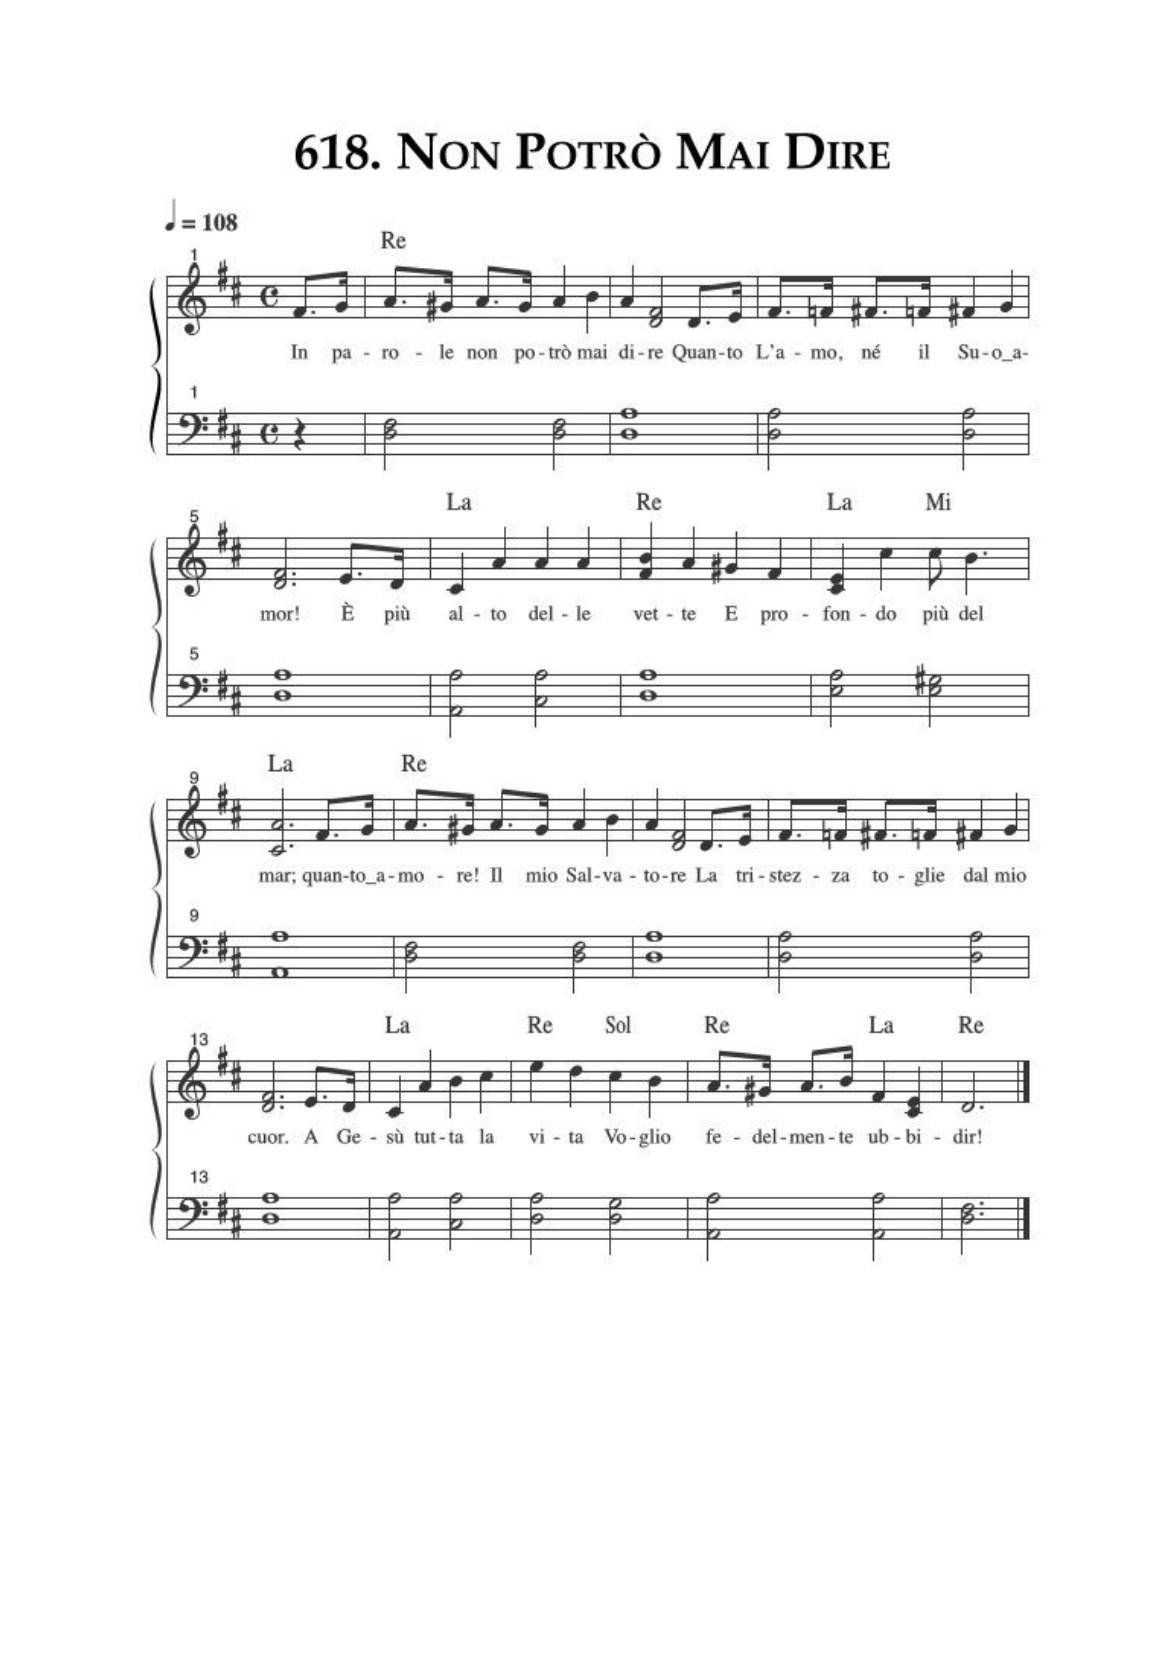 618. Non Potrò Mai Dire
♩ = 108
Re
1
In pa - ro - le non po - trò mai di - re Quan - to L'a - mo, né il Su - o_a-
1
La Re La Mi
5
mor! È più al - to del - le vet - te E pro - fon - do più del
5
La Re
9
mar; quan - to_a - mo - re! Il mio Sal - va - to - re La tri - stez - za to - glie dal mio
9
La Re Sol Re La Re
13
cuor. A Ge - sù tut - ta la vi - ta Vo - glio fe - del - men - te ub - bi - dir!
13